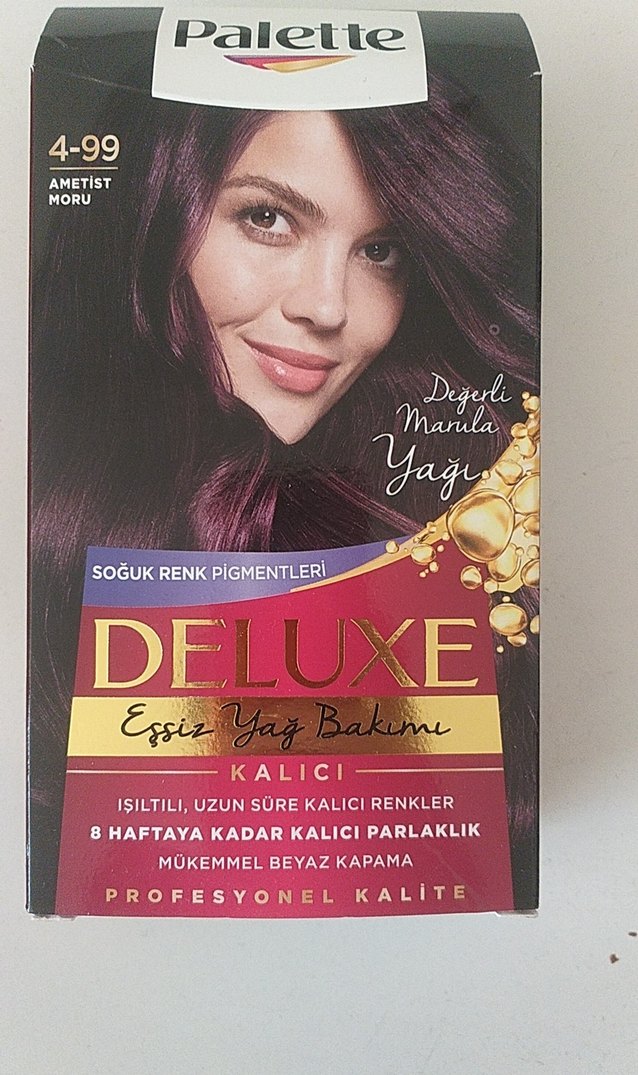 Palette
4-99
AMETİST
MORU
Değerli
Marula
Yağı
SOĞUK RENK PİGMENTLERİ
DELUXE
Eşsiz Yağ Bakımı
KALICI
IŞILTILI, UZUN SÜRE KALICI RENKLER
8 HAFTAYA KADAR KALICI PARLAKLIK
MÜKEMMEL BEYAZ KAPAMA
PROFESYONEL KALİTE